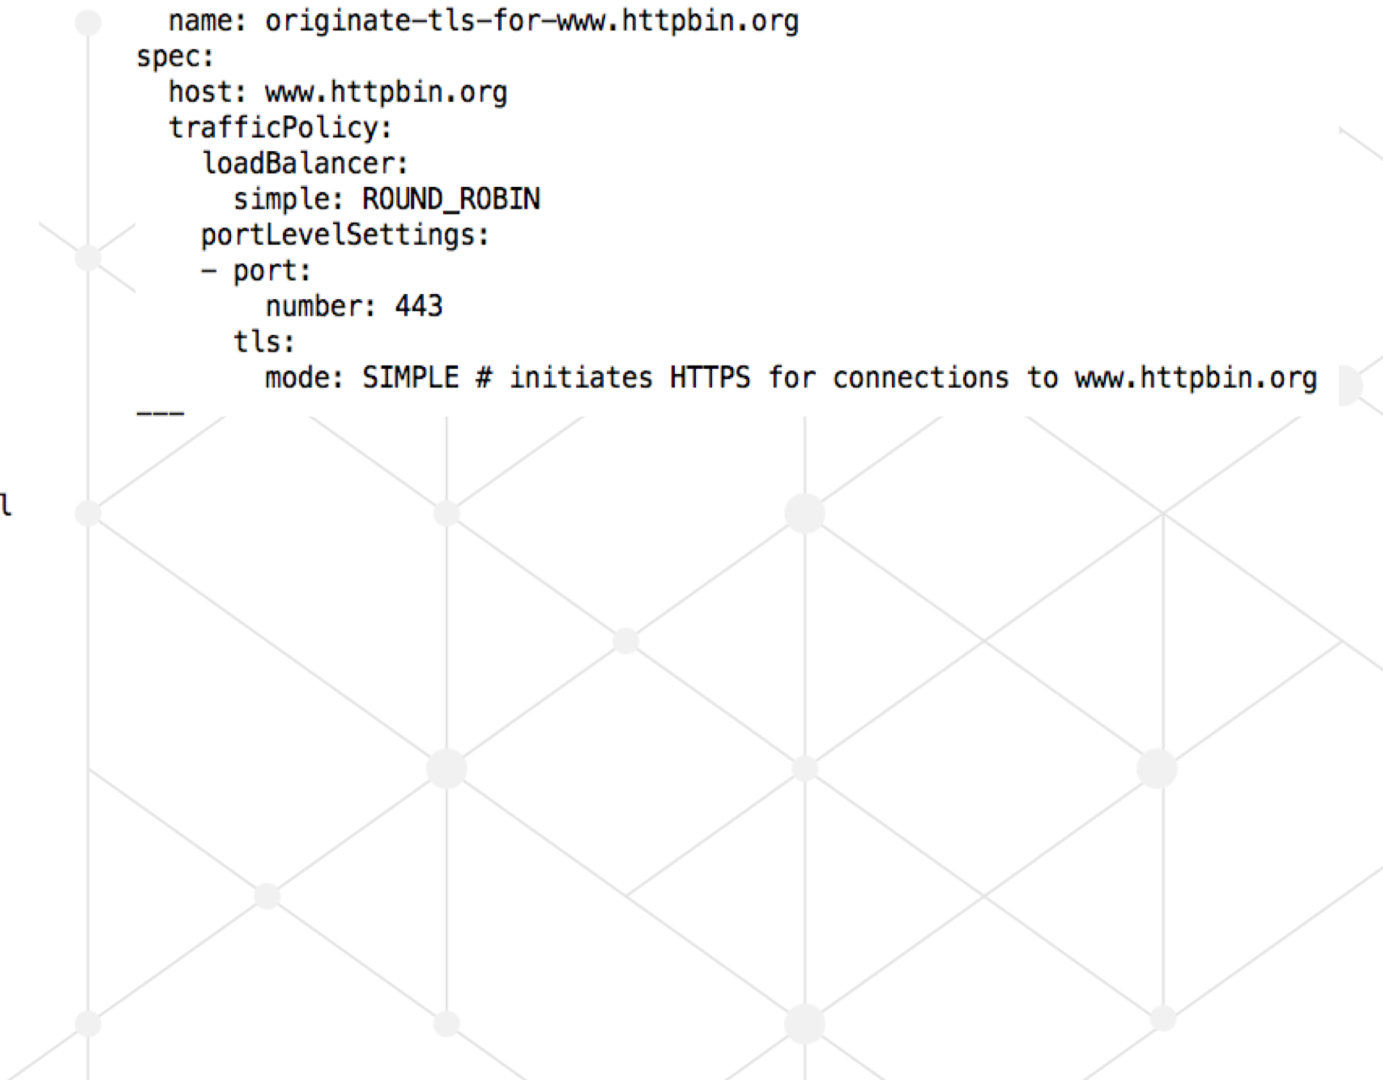 name: originate-tls-for-www.httpbin.org
spec:
host: www.httpbin.org
trafficPolicy:
loadBalancer:
simple: ROUND_ROBIN
portLevelSettings:
- port:
number: 443
tls:
mode: SIMPLE # initiates HTTPS for connections to www.httpbin.org
---
l